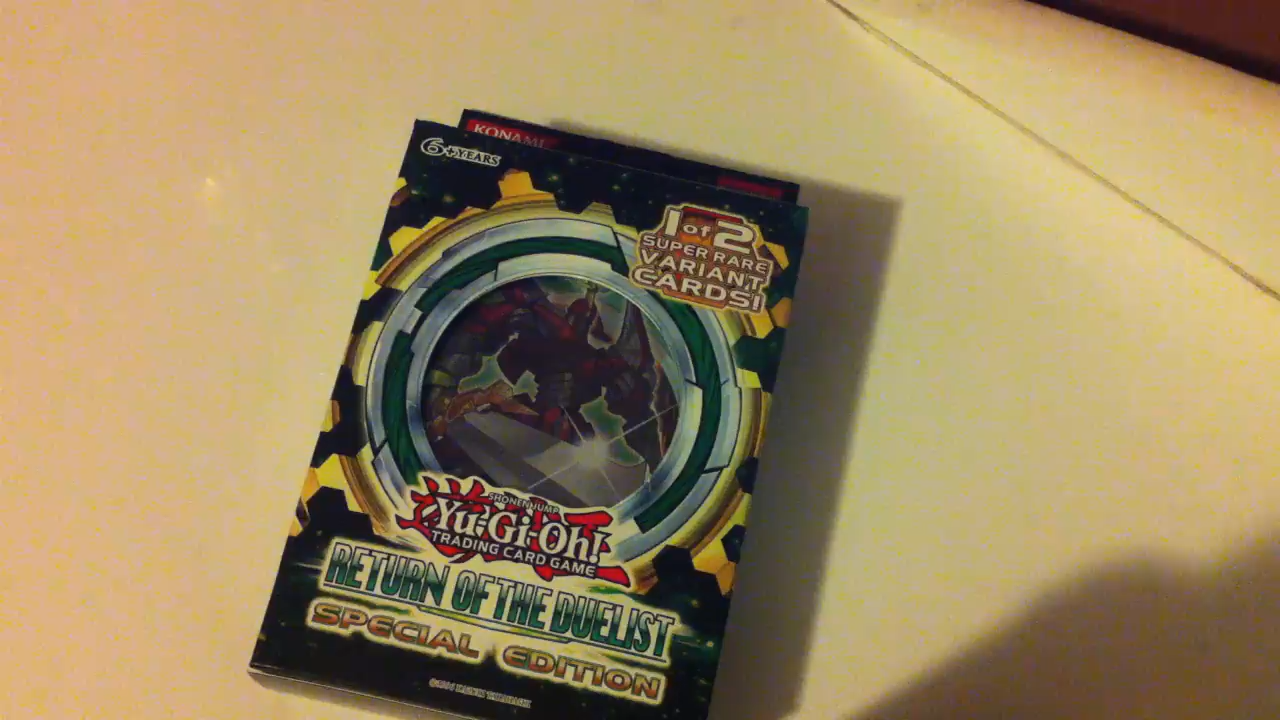 KONAMI
6+YEARS
1 of 2
SUPER RARE
VARIANT
CARDS!
SHONEN JUMP
Yu-Gi-Oh!
TRADING CARD GAME
RETURN OF THE DUELIST
SPECIAL EDITION